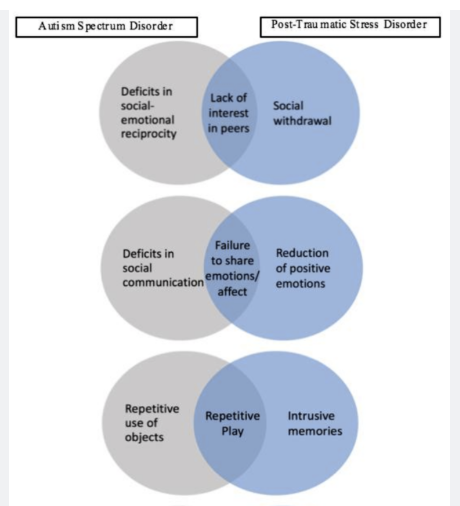 Autism Spectrum Disorder
Post-Traumatic Stress Disorder
Deficits in
social-
emotional
reciprocity
Lack of
interest
in peers
Social
withdrawal
Deficits in
social
communication
Failure
to share
emotions/
affect
Reduction
of positive
emotions
Repetitive
use of
objects
Repetitive
Play
Intrusive
memories